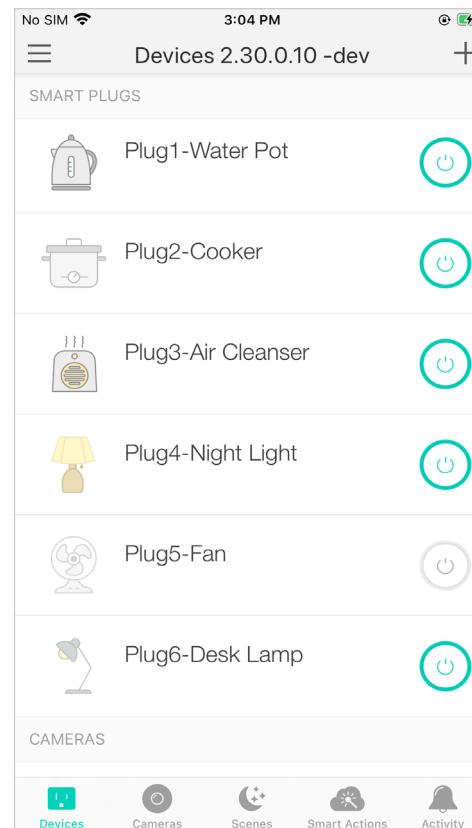 No SIM 3:04 PM
Devices 2.30.0.10 -dev
SMART PLUGS
Plug1-Water Pot
Plug2-Cooker
Plug3-Air Cleanser
Plug4-Night Light
Plug5-Fan
Plug6-Desk Lamp
CAMERAS
Devices Cameras Scenes Smart Actions Activity